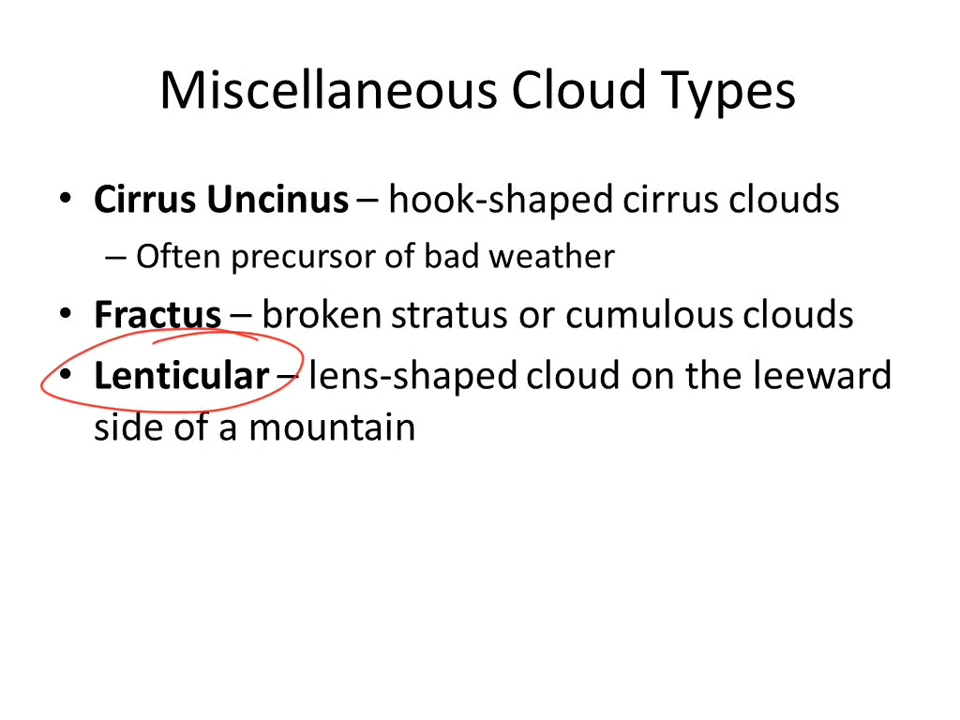 Miscellaneous Cloud Types
• Cirrus Uncinus – hook-shaped cirrus clouds
– Often precursor of bad weather
• Fractus – broken stratus or cumulous clouds
• Lenticular – lens-shaped cloud on the leeward
side of a mountain